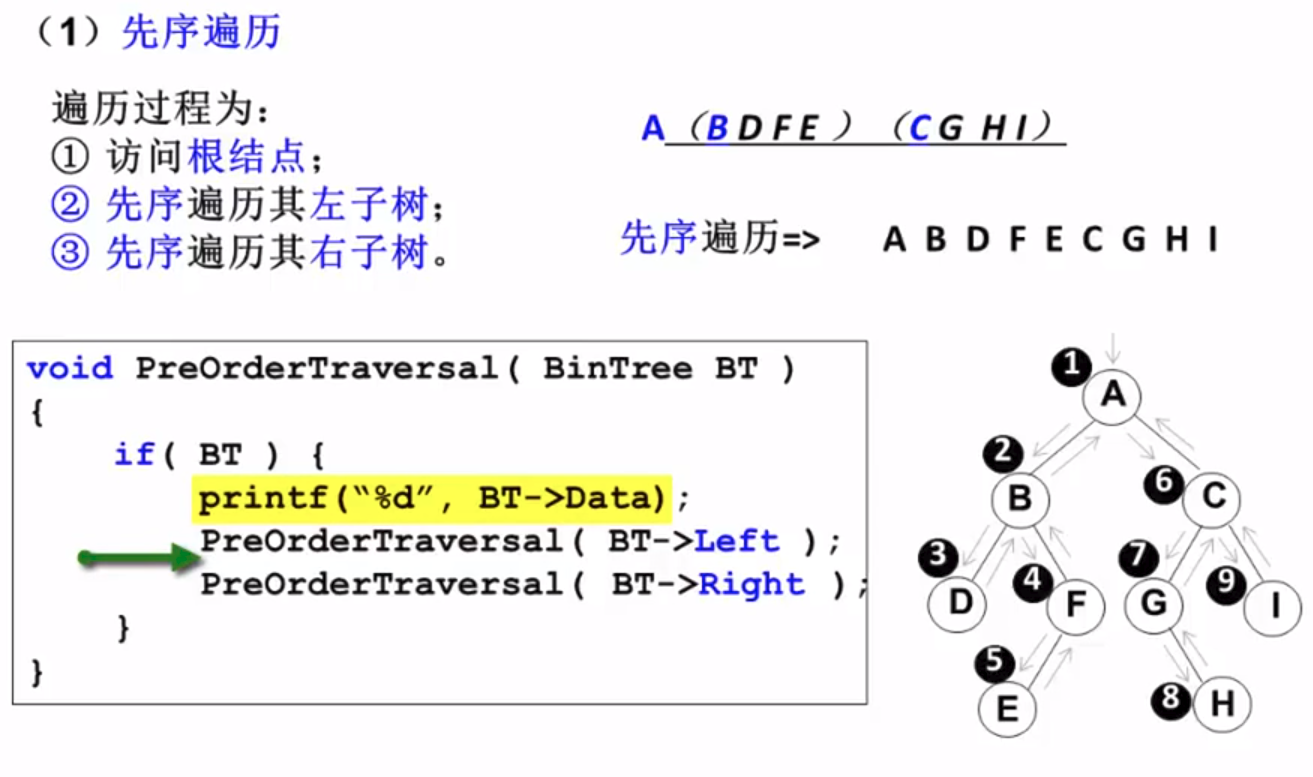 （1）先序遍历
遍历过程为：
① 访问根结点；
② 先序遍历其左子树；
③ 先序遍历其右子树。
A（B D F E ）（C G H I）
先序遍历=> A B D F E C G H I
void PreOrderTraversal( BinTree BT )
{
if( BT ) {
printf(“%d”, BT->Data);
PreOrderTraversal( BT->Left );
PreOrderTraversal( BT->Right );
}
}
1
A
2
B
6
C
3
D
4
F
7
G
9
I
5
E
8
H